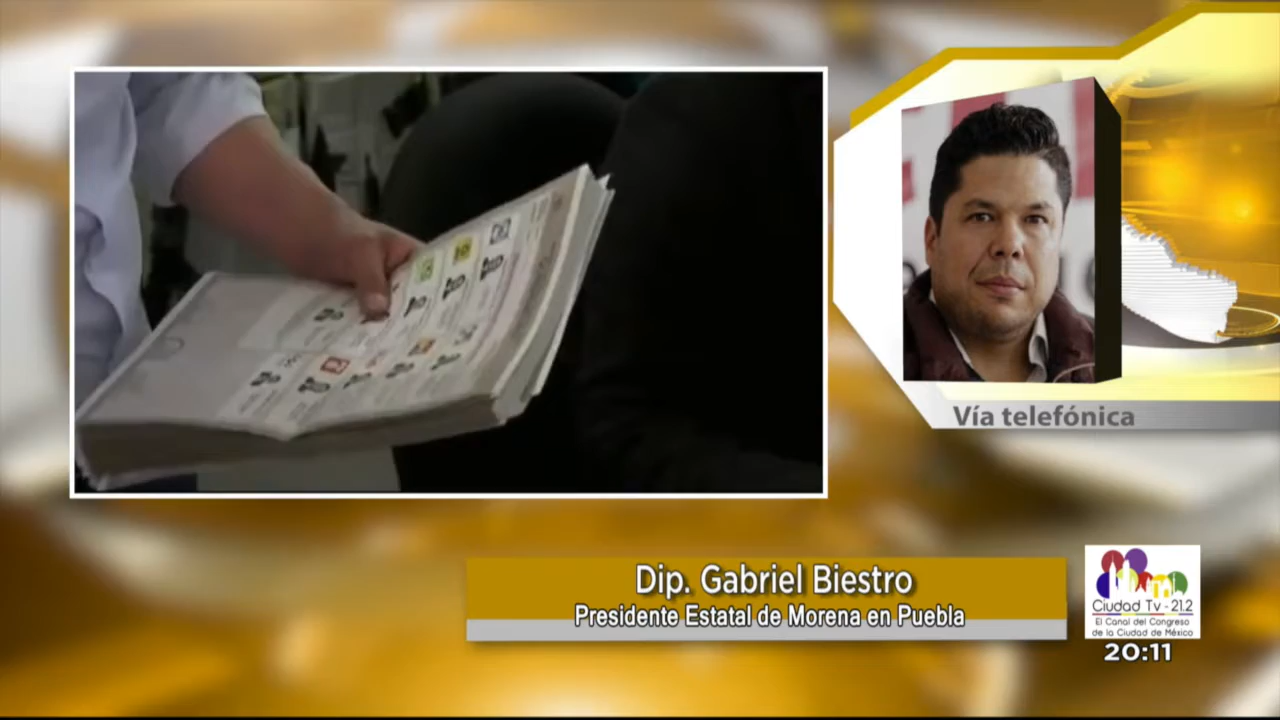 Vía telefónica
Dip. Gabriel Biestro
Presidente Estatal de Morena en Puebla
Ciudad Tv - 21.2
El Canal del Congreso
de la Ciudad de México
20:11